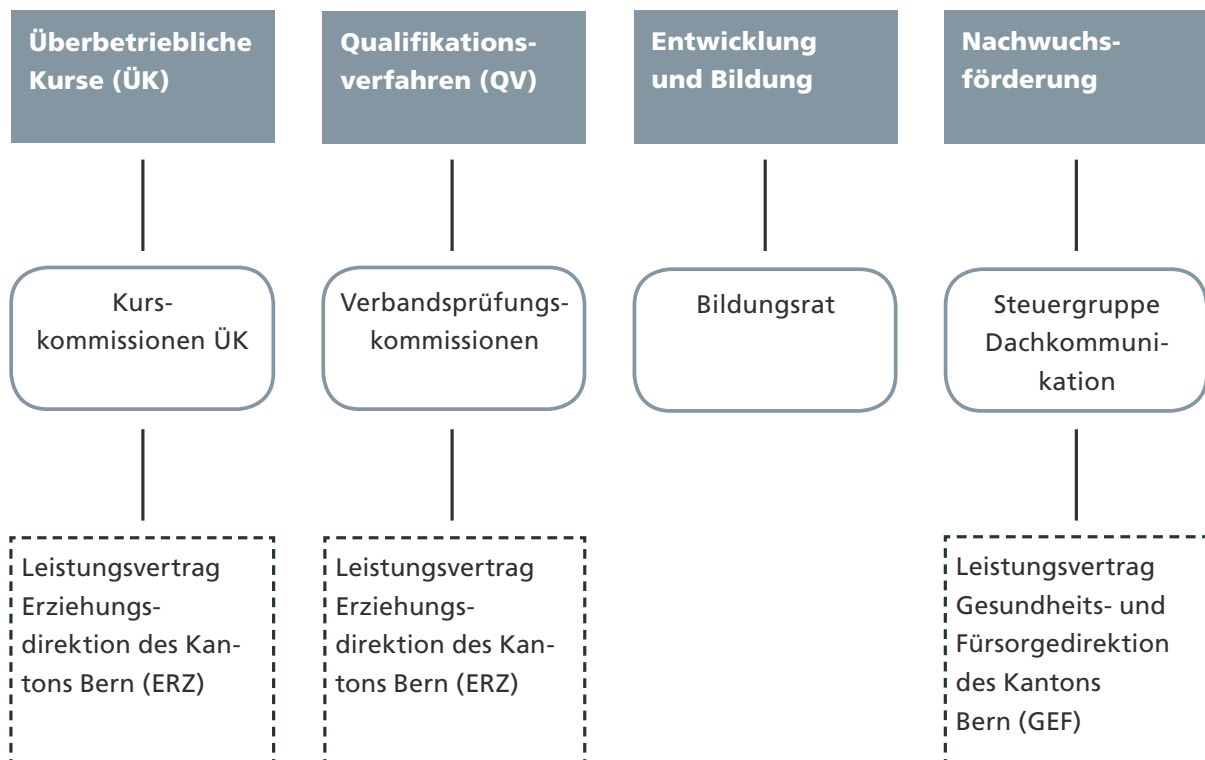 Überbetriebliche
Kurse (ÜK)
Qualifikations-
verfahren (QV)
Entwicklung
und Bildung
Nachwuchs-
förderung
Kurs-
kommissionen ÜK
Verbandsprüfungs-
kommissionen
Bildungsrat
Steuergruppe
Dachkommuni-
kation
Leistungsvertrag
Erziehungs-
direktion des Kan-
tons Bern (ERZ)
Leistungsvertrag
Erziehungs-
direktion des Kan-
tons Bern (ERZ)
Leistungsvertrag
Gesundheits- und
Fürsorgedirektion
des Kantons
Bern (GEF)